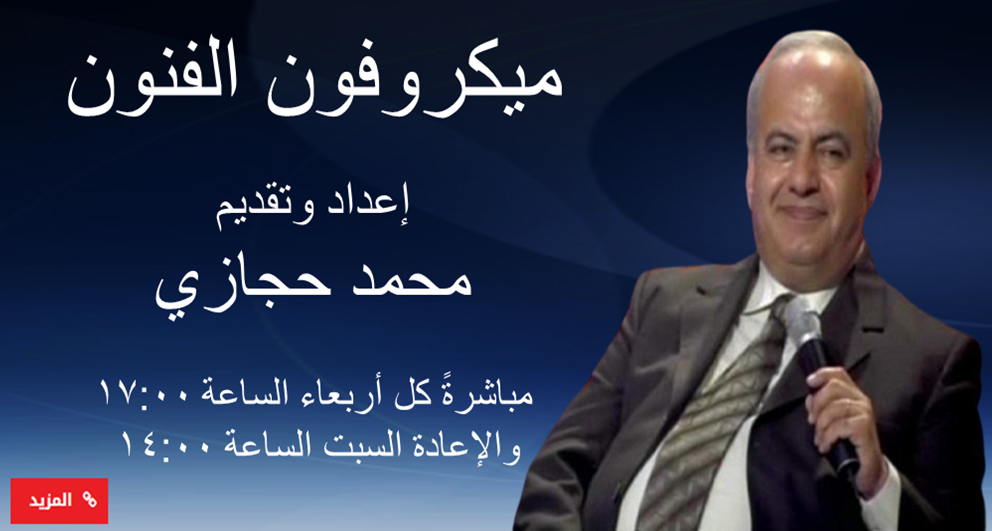 ميكروفون الفنون
إعداد وتقديم
محمد حجازي
مباشرةً كل أربعاء الساعة ١٧:٠٠
والإعادة السبت الساعة ١٤:٠٠
المزيد